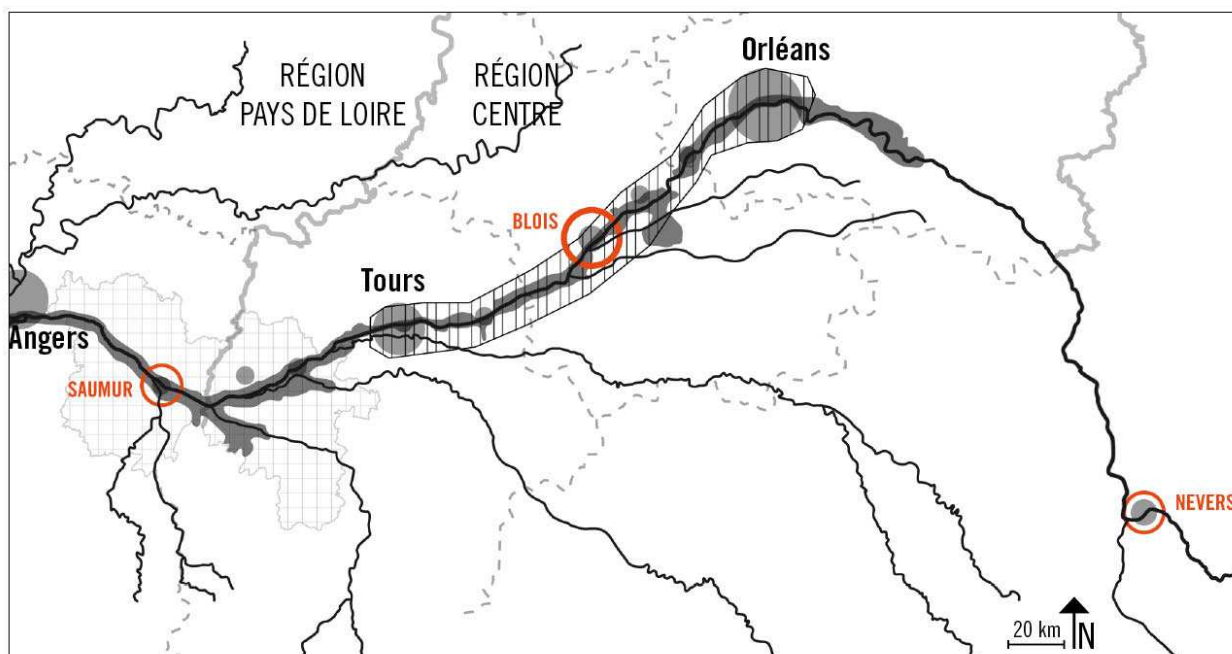 Orléans
RÉGION
PAYS DE LOIRE
RÉGION
CENTRE
BLOIS
Tours
Angers
SAUMUR
NEVERS
20 km
N